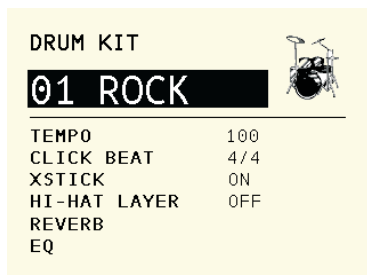 DRUM KIT
01 ROCK
TEMPO 100
CLICK BEAT 4/4
XSTICK ON
HI-HAT LAYER OFF
REVERB
EQ